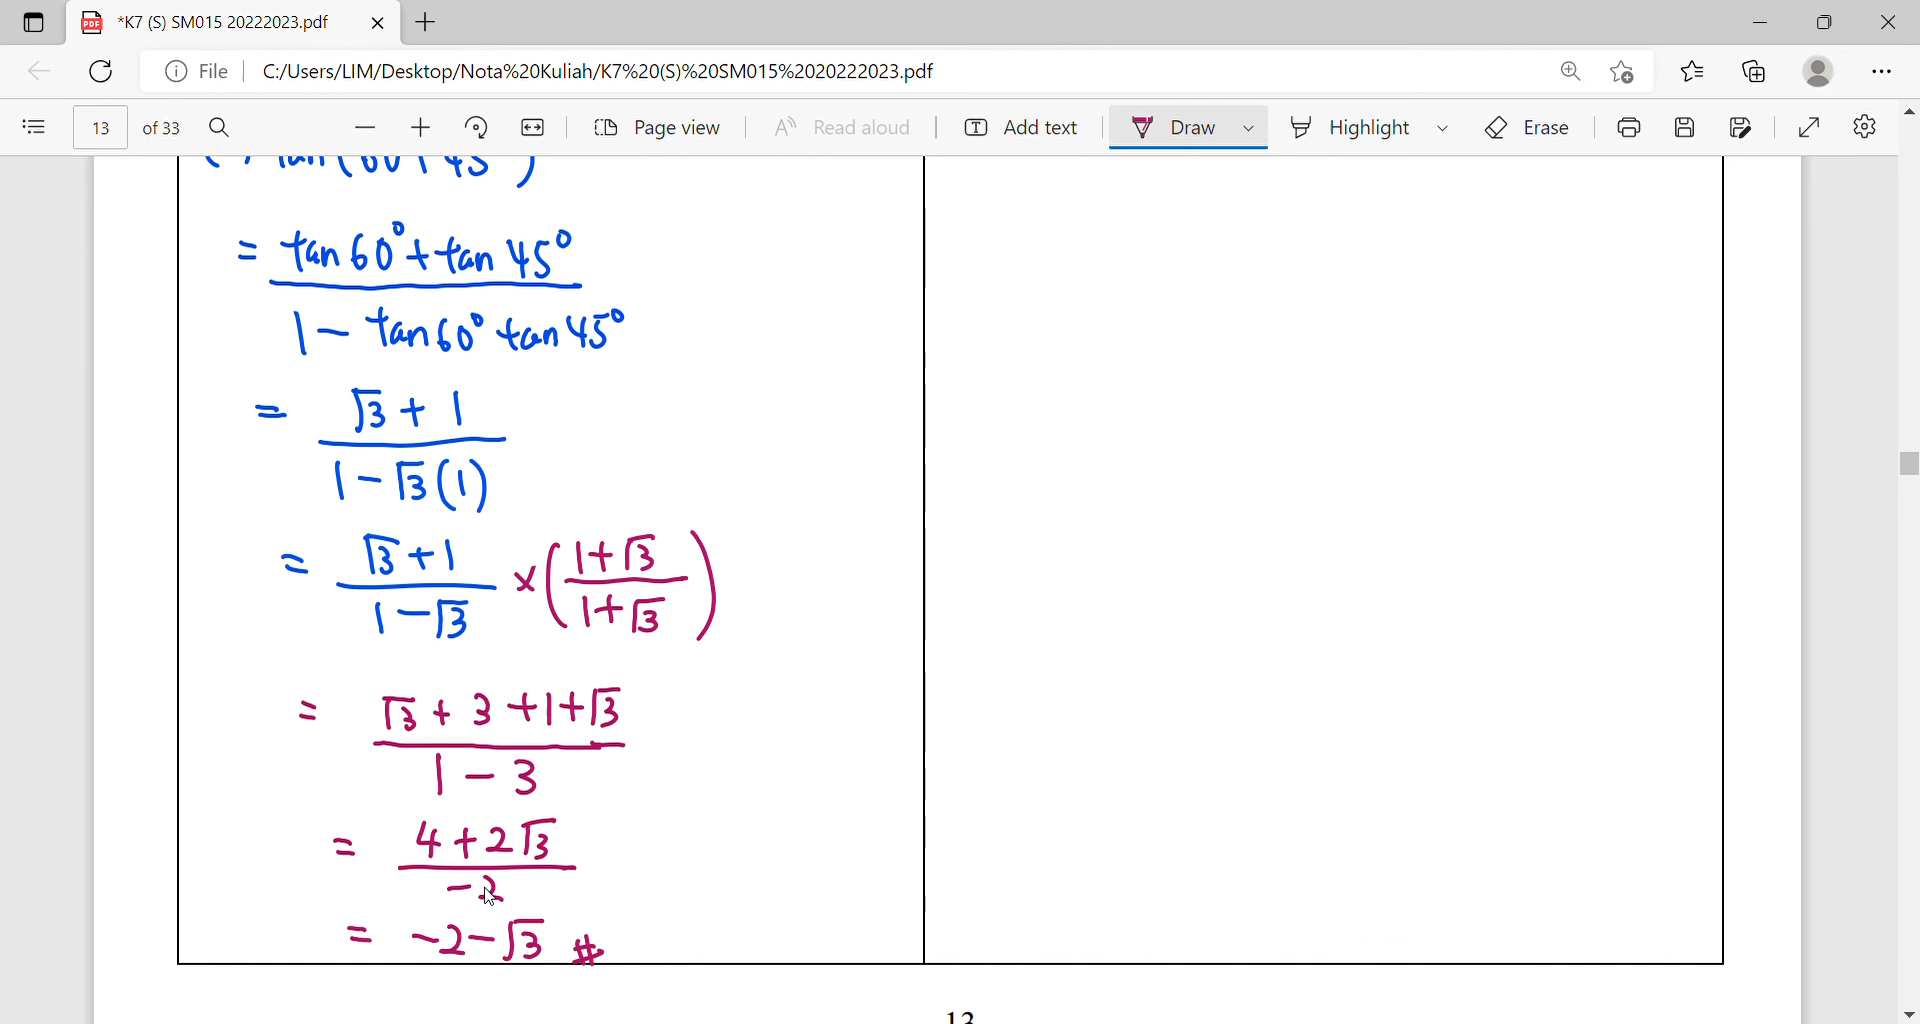 *K7 (S) SM015 20222023.pdf
File
C:/Users/LIM/Desktop/Nota%20Kuliah/K7%20(S)%20SM015%2020222023.pdf
13 of 33 Page view Read aloud Add text Draw Highlight Erase
tan(60°+45°)
= tan 60° + tan 45°
1 - tan 60° tan 45°
= √3 + 1
1 - √3 (1)
= √3 + 1 × (1+√3
1 - √3 1+√3)
= √3 + 3 + 1 + √3
1 - 3
= 4 + 2√3
-2
= -2 - √3 #
13